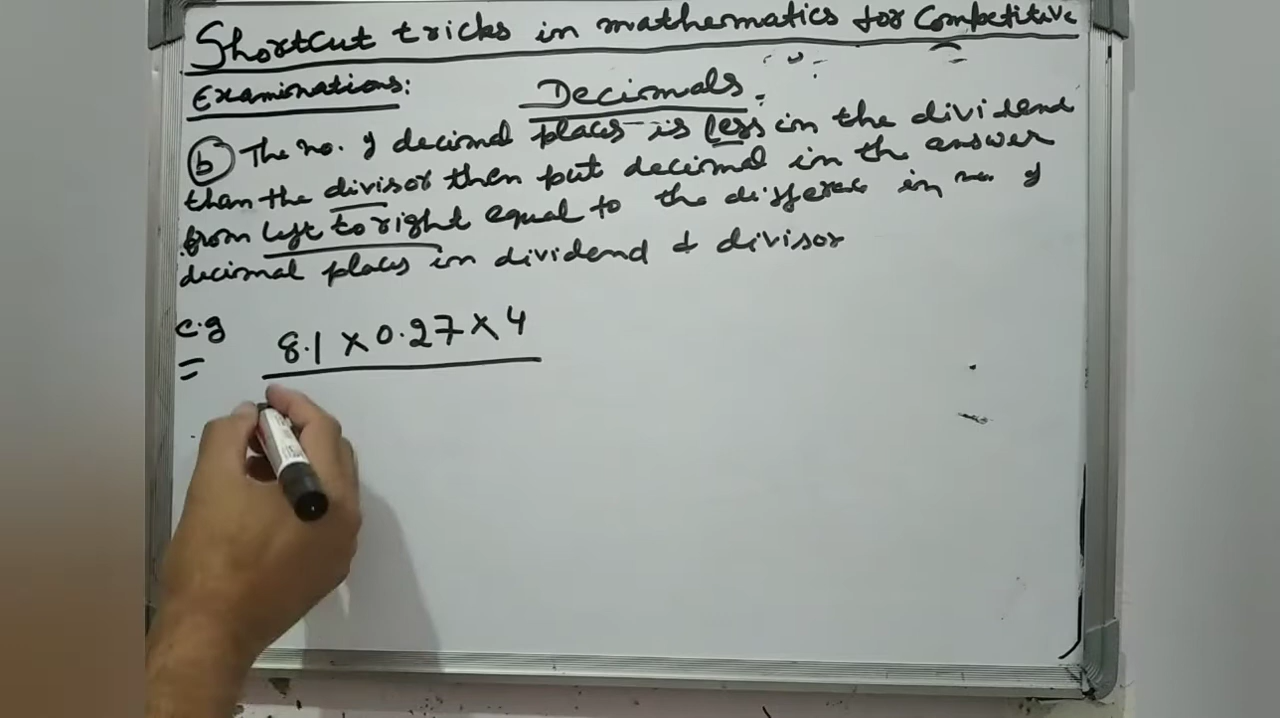 Shortcut tricks in mathematics for Competitive
Examinations:
Decimals.
(b) The no. of decimal places is less in the dividend
than the divisor then put decimal in the answer
from left to right equal to the difference in no. of
decimal places in dividend & divisor
e.g
8.1 × 0.27 × 4